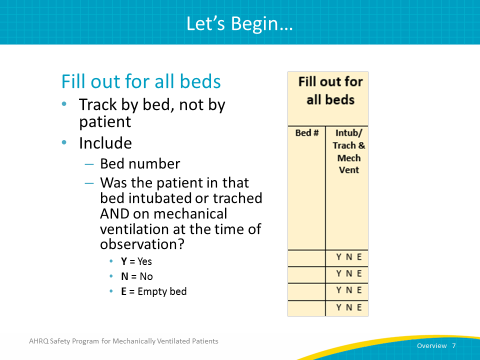 Let's Begin…
Fill out for all beds
• Track by bed, not by
patient
• Include
– Bed number
– Was the patient in that
bed intubated or trached
AND on mechanical
ventilation at the time of
observation?
• Y = Yes
• N = No
• E = Empty bed
Fill out for
all beds
Bed # Intub/
Trach &
Mech
Vent
Y N E
Y N E
Y N E
Y N E
AHRQ Safety Program for Mechanically Ventilated Patients
Overview 7